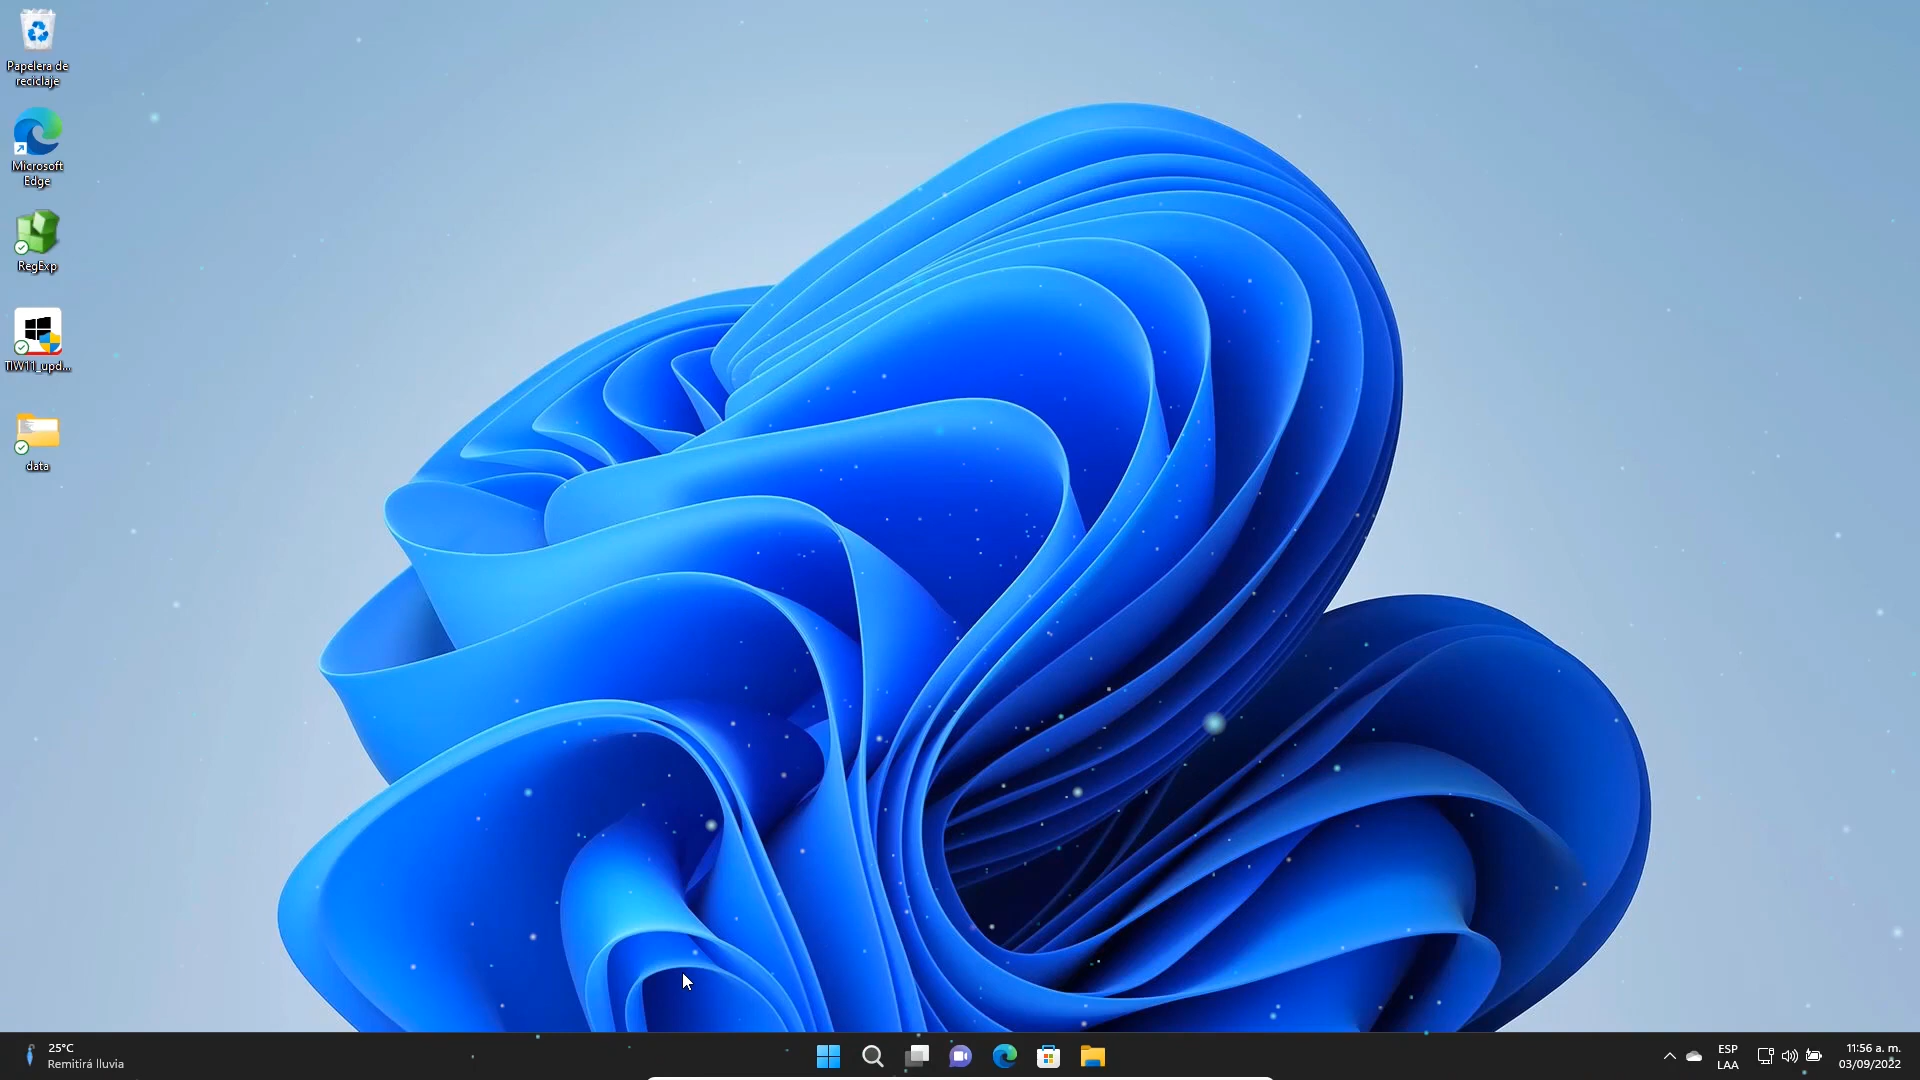 Papelera de
reciclaje
Microsoft
Edge
RegExp
TIW11_upd...
data
25°C
Remitirá lluvia
ESP
LAA
11:56 a. m.
03/09/2022